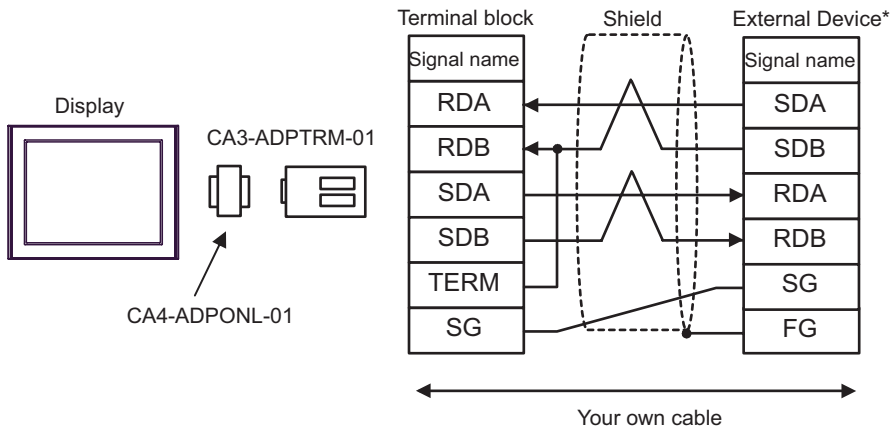 Terminal block Shield External Device*
Signal name Signal name
RDA SDA
RDB SDB
SDA RDA
SDB RDB
TERM SG
SG FG
Display
CA3-ADPTRM-01
CA4-ADPONL-01
Your own cable